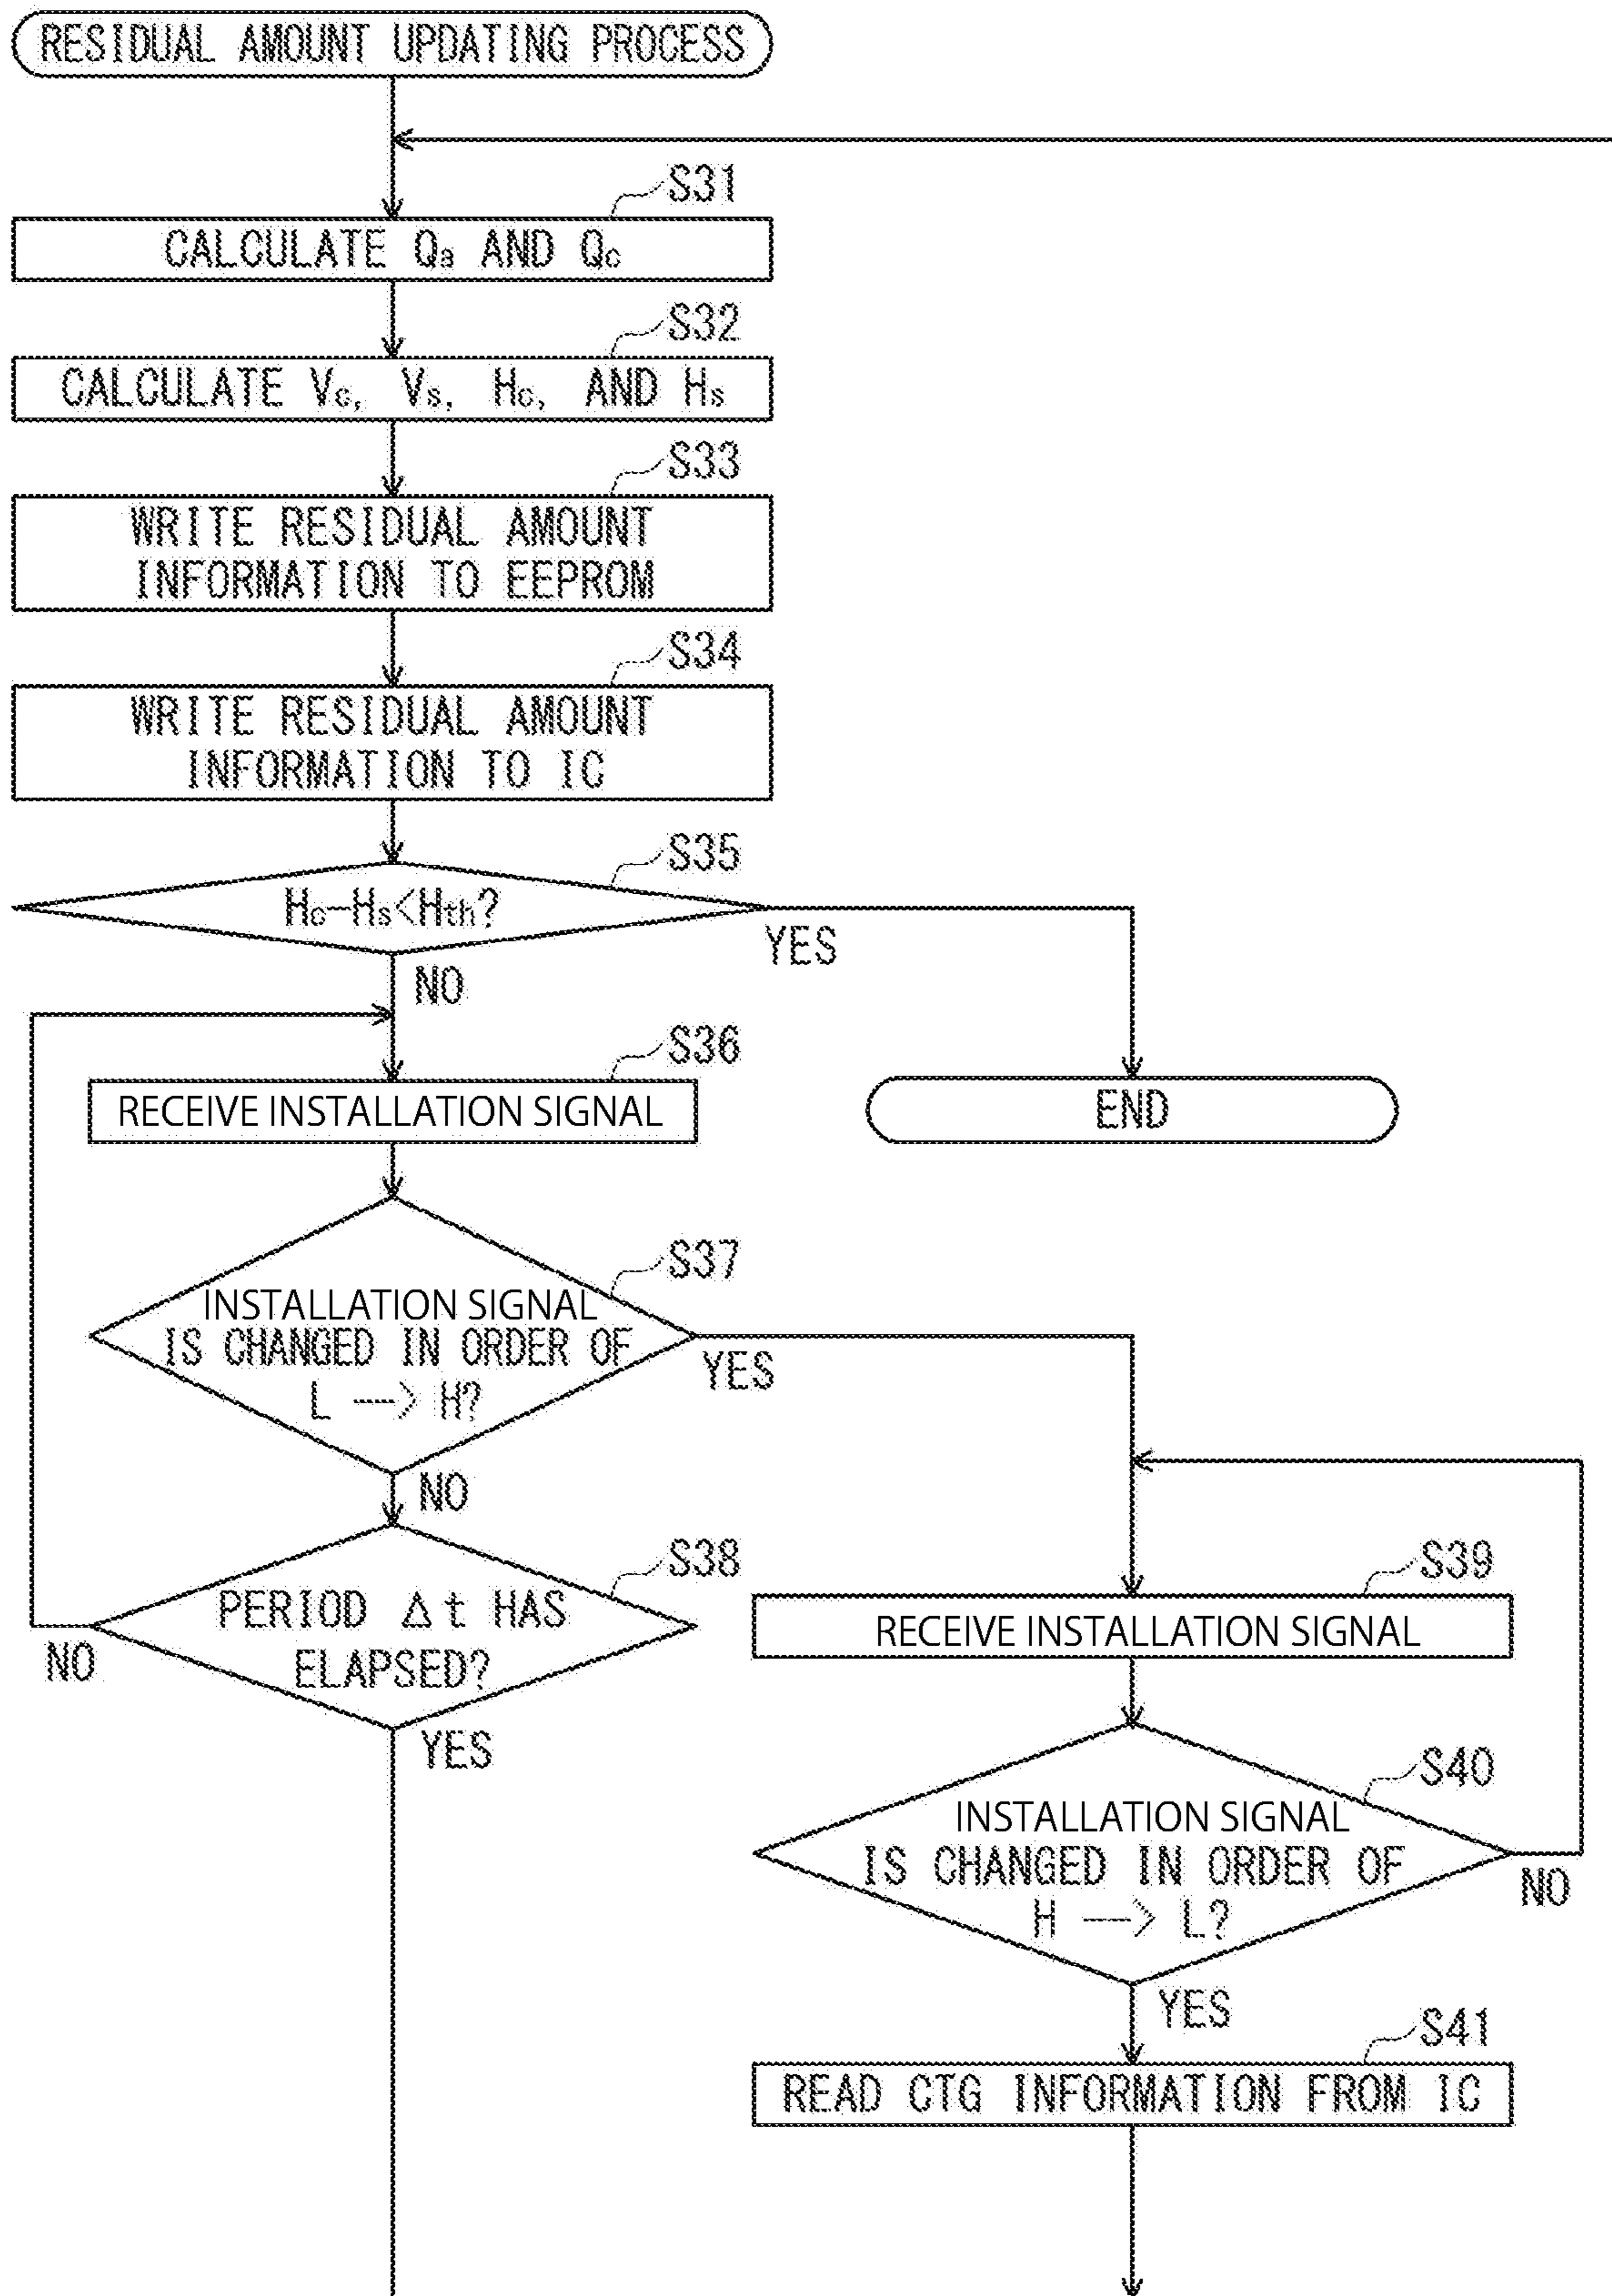 RESIDUAL AMOUNT UPDATING PROCESS
S31
CALCULATE Qa AND Qc
S32
CALCULATE Vc, Vs, Hc, AND Hs
S33
WRITE RESIDUAL AMOUNT
INFORMATION TO EEPROM
S34
WRITE RESIDUAL AMOUNT
INFORMATION TO IC
S35
Hc-Hs<Hth?
YES
NO
S36
RECEIVE INSTALLATION SIGNAL
END
S37
INSTALLATION SIGNAL
IS CHANGED IN ORDER OF
L --> H?
YES
NO
S38
PERIOD Δt HAS
ELAPSED?
NO
YES
S39
RECEIVE INSTALLATION SIGNAL
S40
INSTALLATION SIGNAL
IS CHANGED IN ORDER OF
H --> L?
NO
YES
S41
READ CTG INFORMATION FROM IC